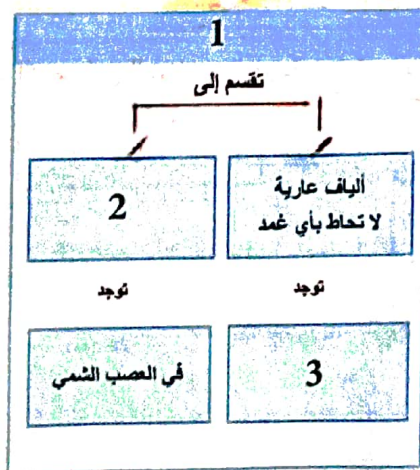 1
تقسم إلى
ألياف عارية
لا تحاط بأي غمد
2
توجد
توجد
3
في العصب الشمي